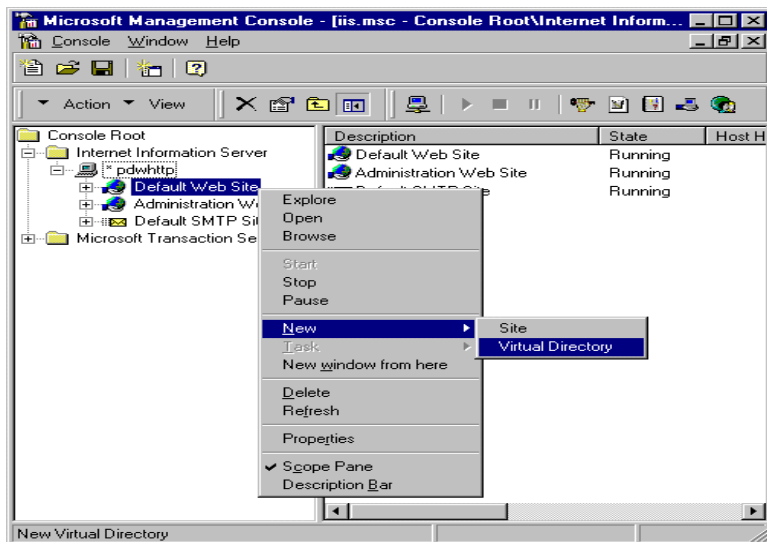 Microsoft Management Console - [iis.msc - Console Root\Internet Inform...
Console Window Help
Action View
Console Root
Internet Information Server
* pdwhttp
Default Web Site
Administration W
Default SMTP Si
Microsoft Transaction Se
Description State Host H
Default Web Site Running
Administration Web Site Running
Default SMTP Site Running
Explore
Open
Browse
Start
Stop
Pause
New
Task
New window from here
Delete
Refresh
Properties
Scope Pane
Description Bar
Site
Virtual Directory
New Virtual Directory